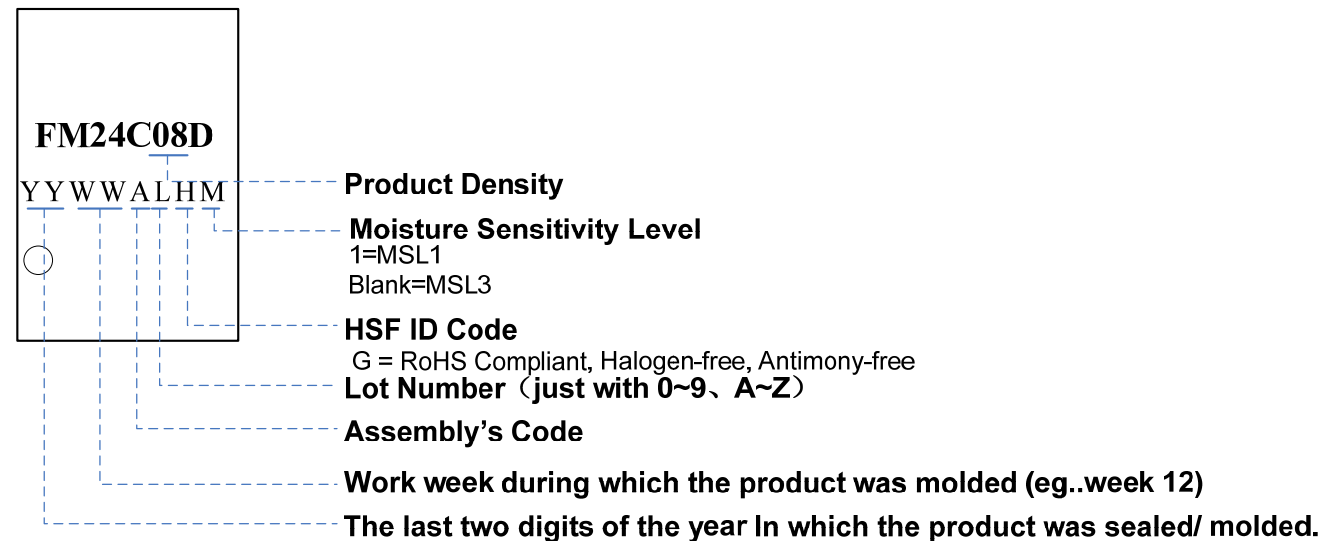 FM24C08D
YYWWALHM
Product Density
Moisture Sensitivity Level
1=MSL1
Blank=MSL3
HSF ID Code
G = RoHS Compliant, Halogen-free, Antimony-free
Lot Number（just with 0~9、A~Z）
Assembly's Code
Work week during which the product was molded (eg..week 12)
The last two digits of the year In which the product was sealed/ molded.